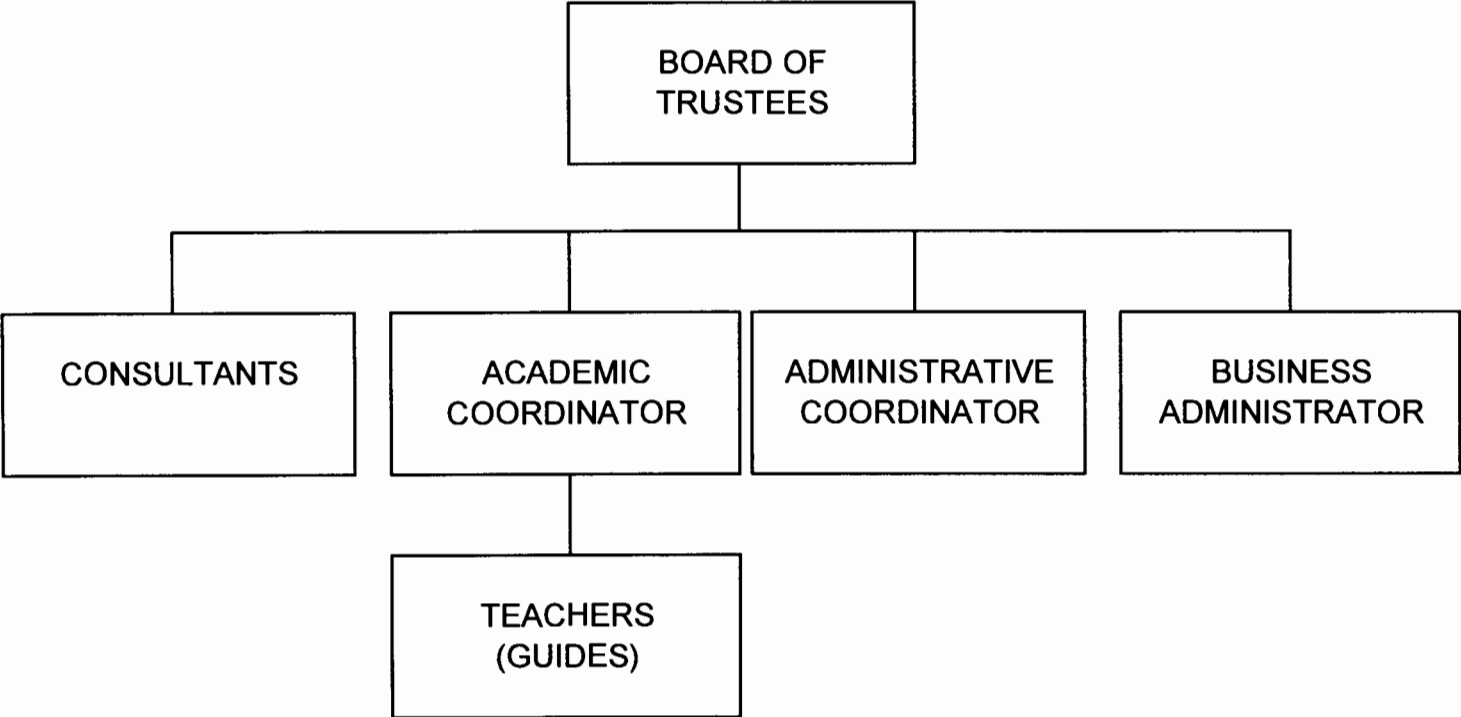 BOARD OF
TRUSTEES
CONSULTANTS
ACADEMIC
COORDINATOR
ADMINISTRATIVE
COORDINATOR
BUSINESS
ADMINISTRATOR
TEACHERS
(GUIDES)